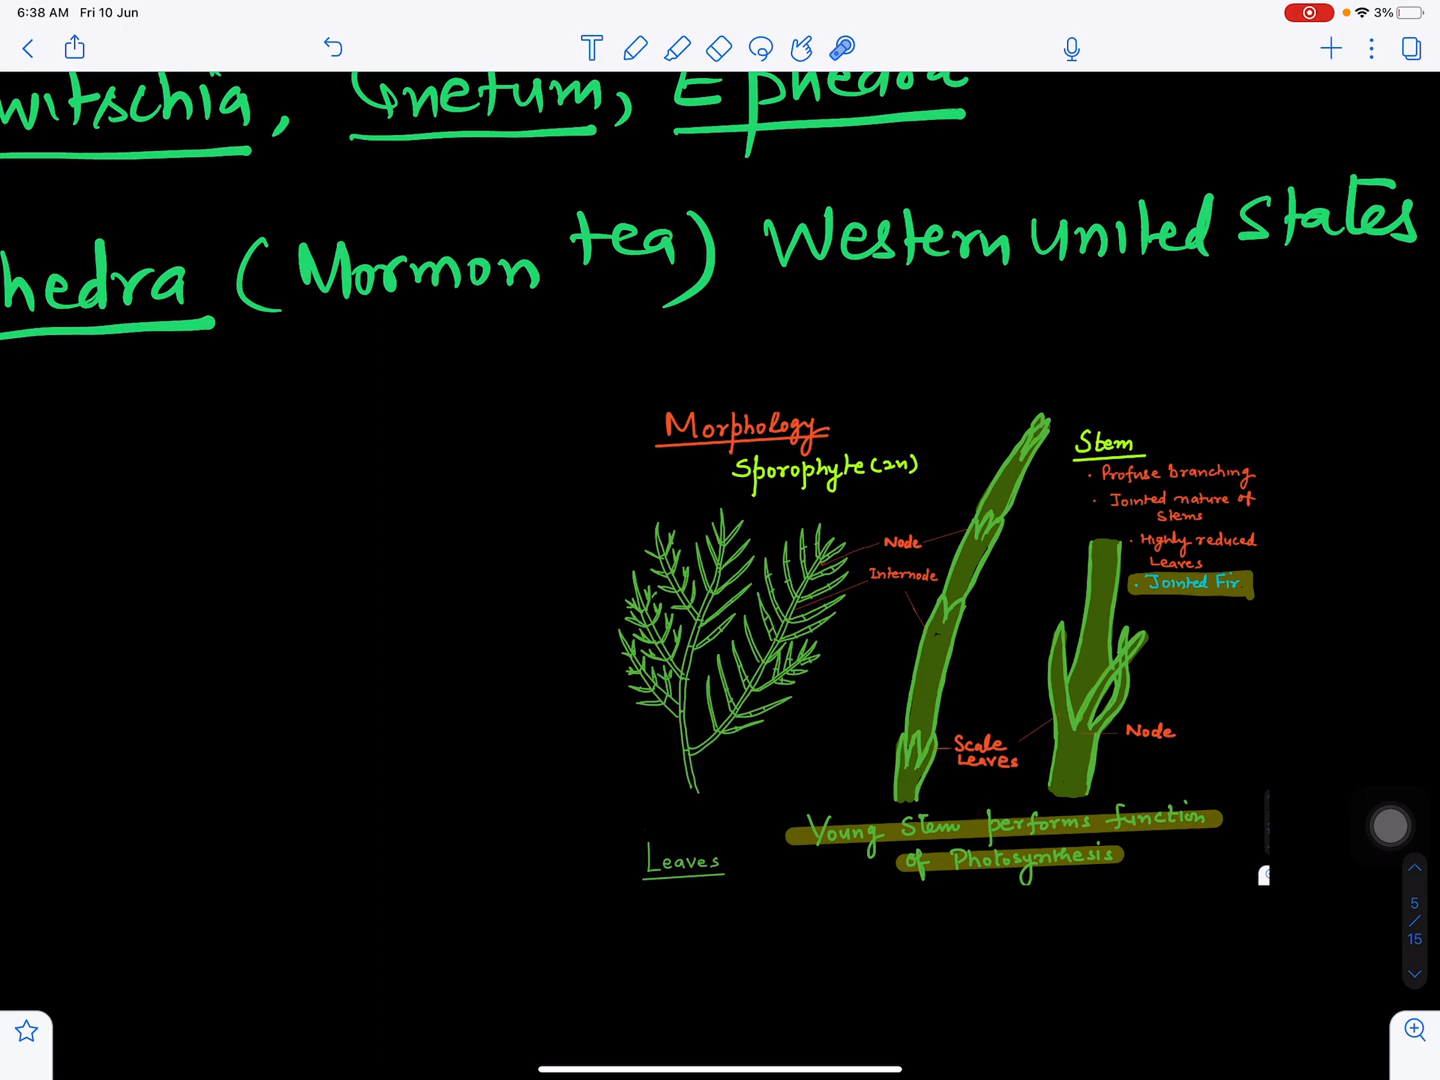 6:38 AM Fri 10 Jun
3%
witschia, Gnetum, Ephedra
hedra (Mormon tea) Western united States
Morphology
Sporophyte (2n)
Node
Internode
Stem
· Profuse branching
· Jointed nature of
Stems
· Highly reduced
Leaves
· Jointed Fir
Scale
Leaves
Node
Young Stem performs function
of Photosynthesis
Leaves
5
/
15